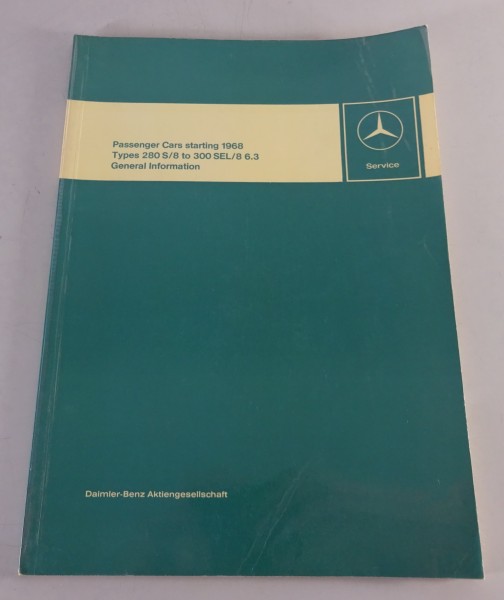 Passenger Cars starting 1968
Types 280 S/8 to 300 SEL/8 6.3
General Information
Service
Daimler-Benz Aktiengesellschaft